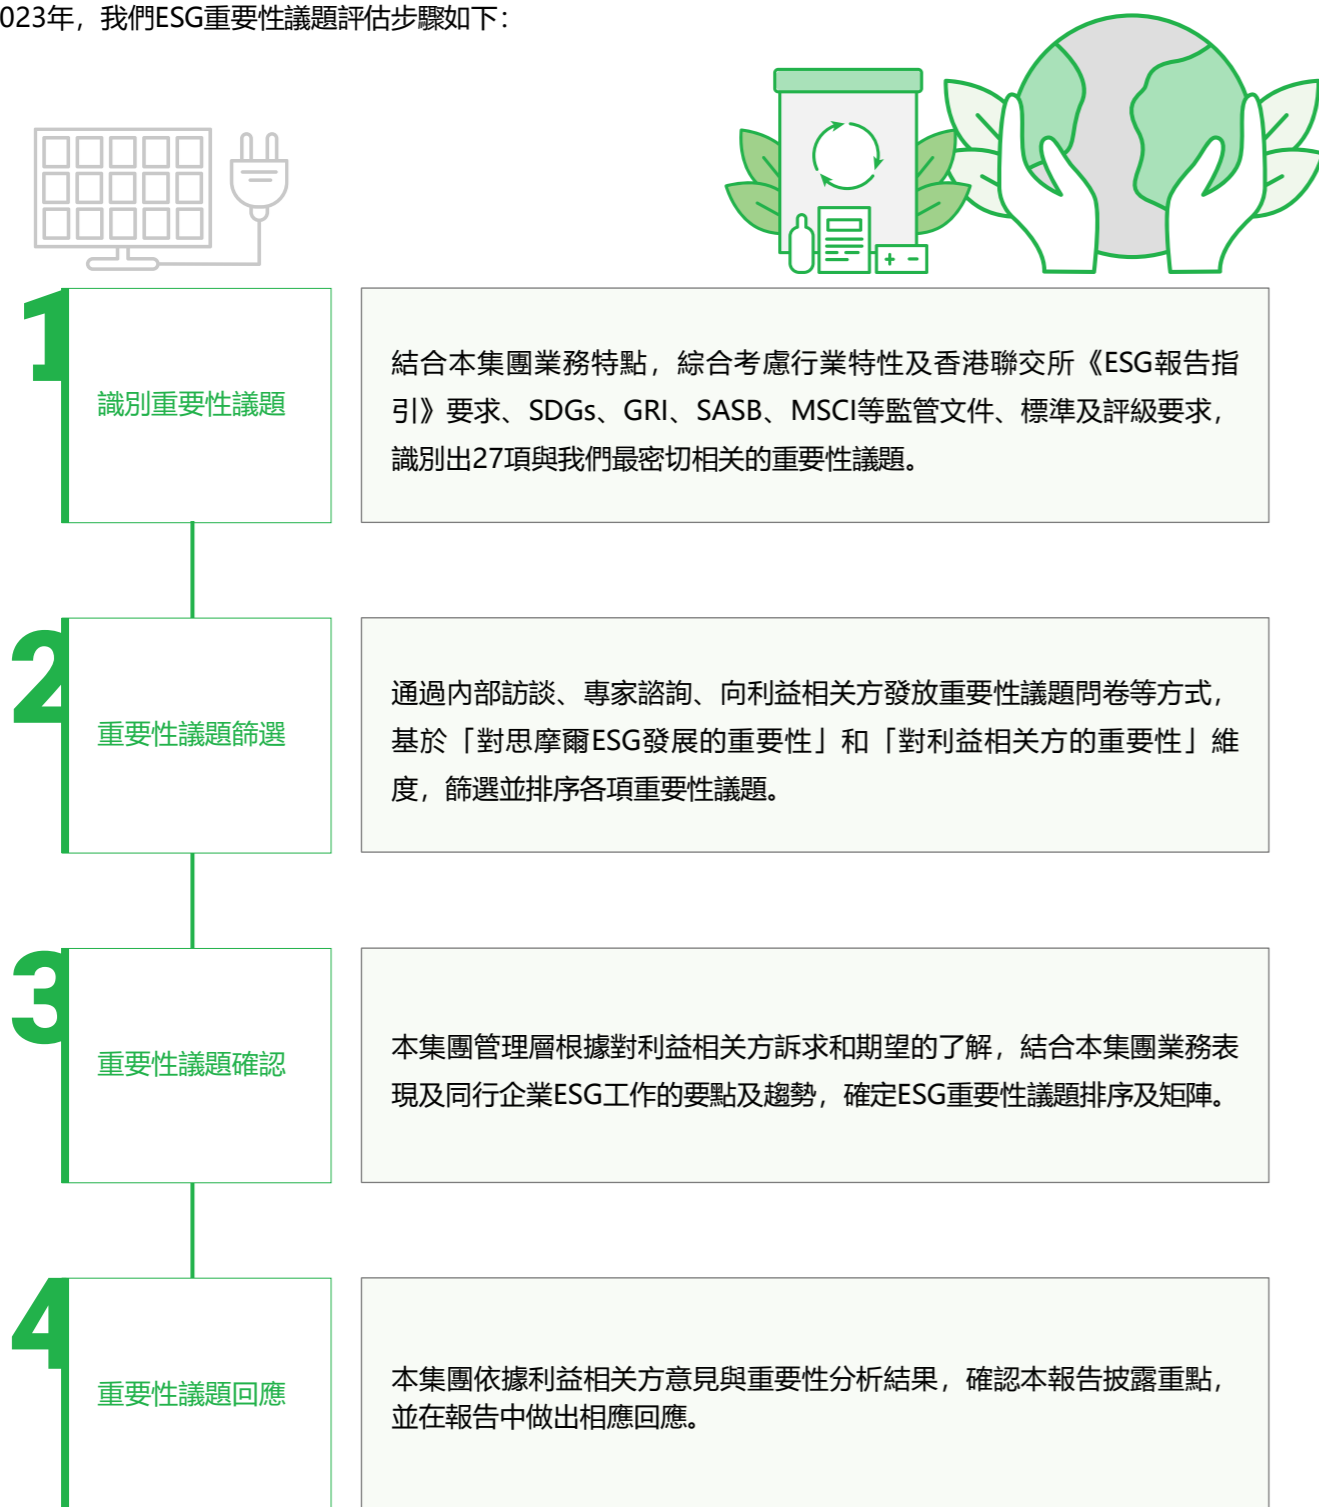 023年，我們ESG重要性議題評估步驟如下：
1
識別重要性議題
結合本集團業務特點，綜合考慮行業特性及香港聯交所《ESG報告指
引》要求、SDGs、GRI、SASB、MSCI等監管文件、標準及評級要求，
識別出27項與我們最密切相关的重要性議題。
2
重要性議題篩選
通過内部訪談、專家諮詢、向利益相关方發放重要性議題問卷等方式，
基於「對思摩爾ESG發展的重要性」和「對利益相关方的重要性」維
度，篩選並排序各項重要性議題。
3
重要性議題確認
本集團管理層根據對利益相关方訴求和期望的了解，結合本集團業務表
現及同行企業ESG工作的要點及趨勢，確定ESG重要性議題排序及矩陣。
4
重要性議題回應
本集團依據利益相关方意見與重要性分析結果，確認本報告披露重點，
並在報告中做出相應回應。